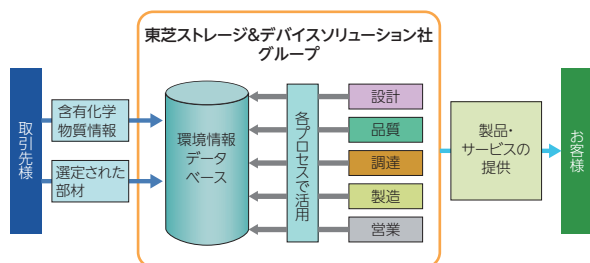 東芝ストレージ&デバイスソリューション社
グループ
取引先様
含有化学
物質情報
選定された
部材
環境情報
データ
ベース
各プロセスで活用
設計
品質
調達
製造
営業
製品・
サービスの
提供
お客様